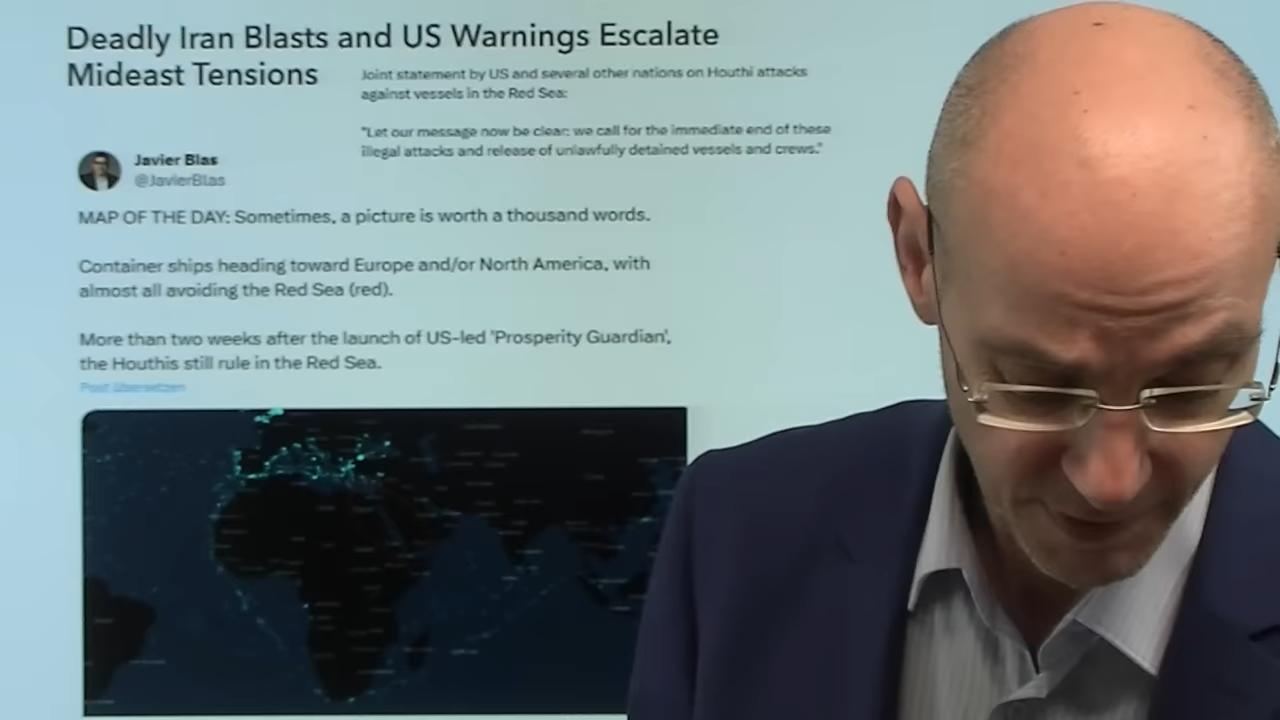 Deadly Iran Blasts and US Warnings Escalate
Mideast Tensions
Joint statement by US and several other nations on Houthi attacks
against vessels in the Red Sea:
"Let our message now be clear: we call for the immediate end of these
illegal attacks and release of unlawfully detained vessels and crews."
Javier Blas
@JavierBlas
MAP OF THE DAY: Sometimes, a picture is worth a thousand words.
Container ships heading toward Europe and/or North America, with
almost all avoiding the Red Sea (red).
More than two weeks after the launch of US-led 'Prosperity Guardian',
the Houthis still rule in the Red Sea.
Post übersetzen